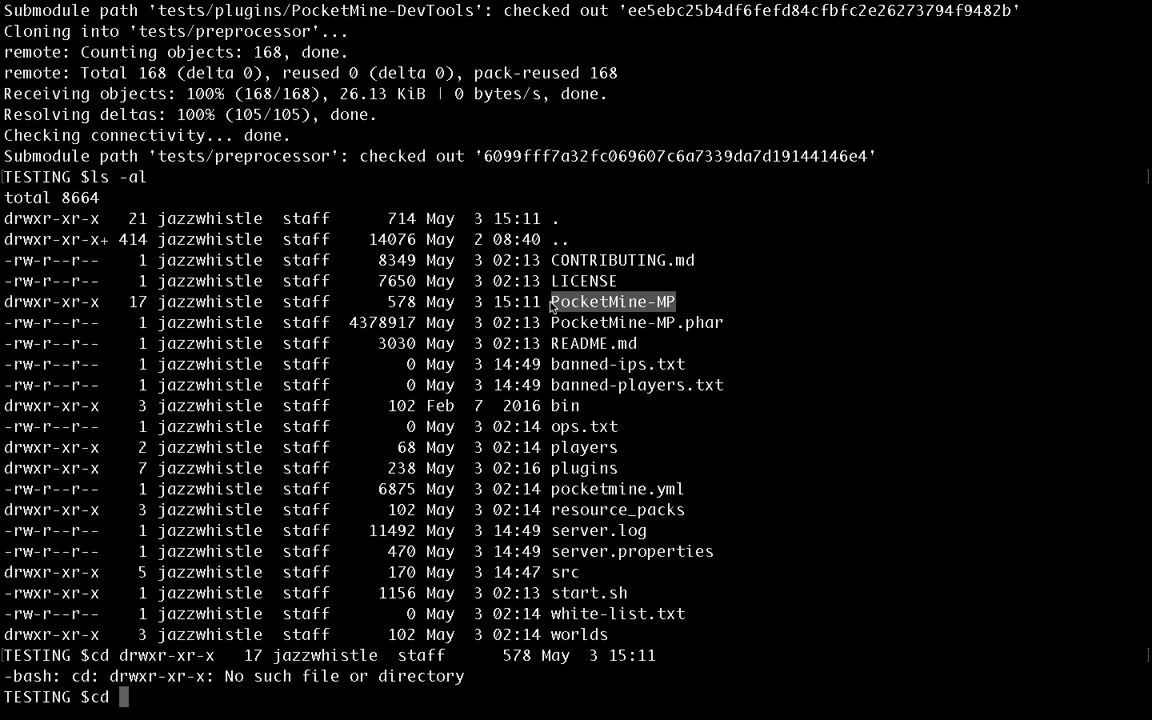 Submodule path 'tests/plugins/PocketMine-DevTools': checked out 'ee5ebc25b4df6fefd84cfbfc2e26273794f9482b'
Cloning into 'tests/preprocessor'...
remote: Counting objects: 168, done.
remote: Total 168 (delta 0), reused 0 (delta 0), pack-reused 168
Receiving objects: 100% (168/168), 26.13 KiB | 0 bytes/s, done.
Resolving deltas: 100% (105/105), done.
Checking connectivity... done.
Submodule path 'tests/preprocessor': checked out '6099fff7a32fc069607c6a7339da7d19144146e4'
TESTING $ls -al
total 8664
drwxr-xr-x   21 jazzwhistle  staff      714 May  3 15:11 .
drwxr-xr-x+ 414 jazzwhistle  staff    14076 May  2 08:40 ..
-rw-r--r--    1 jazzwhistle  staff     8349 May  3 02:13 CONTRIBUTING.md
-rw-r--r--    1 jazzwhistle  staff     7650 May  3 02:13 LICENSE
drwxr-xr-x   17 jazzwhistle  staff      578 May  3 15:11 PocketMine-MP
-rw-r--r--    1 jazzwhistle  staff  4378917 May  3 02:13 PocketMine-MP.phar
-rw-r--r--    1 jazzwhistle  staff     3030 May  3 02:13 README.md
-rw-r--r--    1 jazzwhistle  staff        0 May  3 14:49 banned-ips.txt
-rw-r--r--    1 jazzwhistle  staff        0 May  3 14:49 banned-players.txt
drwxr-xr-x    3 jazzwhistle  staff      102 Feb  7  2016 bin
-rw-r--r--    1 jazzwhistle  staff        0 May  3 02:14 ops.txt
drwxr-xr-x    2 jazzwhistle  staff       68 May  3 02:14 players
drwxr-xr-x    7 jazzwhistle  staff      238 May  3 02:16 plugins
-rw-r--r--    1 jazzwhistle  staff     6875 May  3 02:14 pocketmine.yml
drwxr-xr-x    3 jazzwhistle  staff      102 May  3 02:14 resource_packs
-rw-r--r--    1 jazzwhistle  staff    11492 May  3 14:49 server.log
-rw-r--r--    1 jazzwhistle  staff      470 May  3 14:49 server.properties
drwxr-xr-x    5 jazzwhistle  staff      170 May  3 14:47 src
-rwxr-xr-x    1 jazzwhistle  staff     1156 May  3 02:13 start.sh
-rw-r--r--    1 jazzwhistle  staff        0 May  3 02:14 white-list.txt
drwxr-xr-x    3 jazzwhistle  staff      102 May  3 02:14 worlds
TESTING $cd drwxr-xr-x   17 jazzwhistle  staff      578 May  3 15:11
-bash: cd: drwxr-xr-x: No such file or directory
TESTING $cd